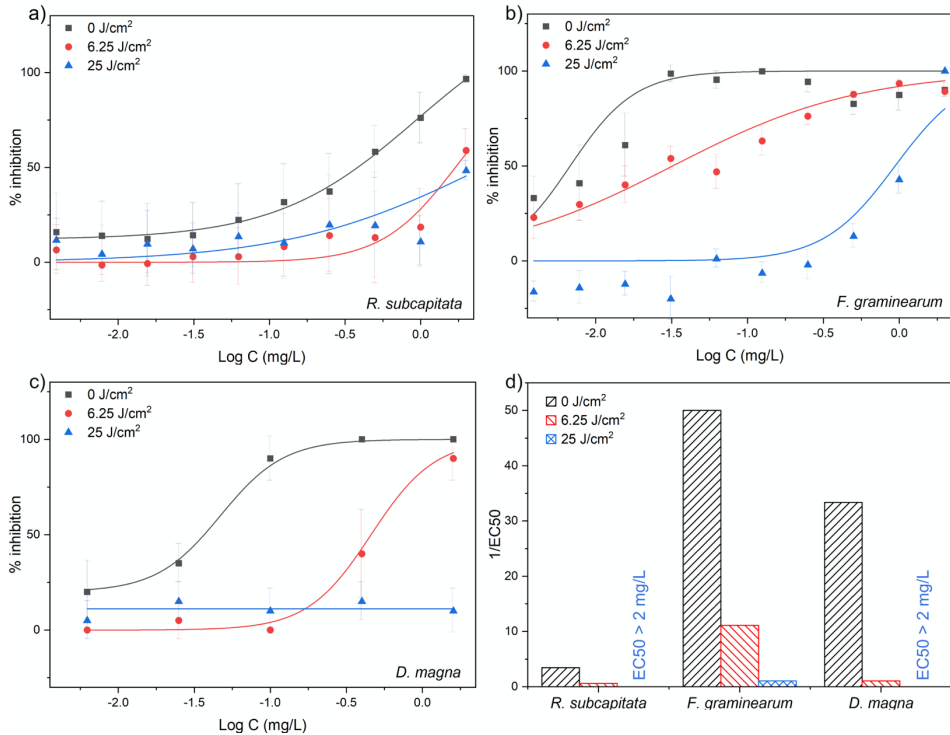 a)
0 J/cm²
6.25 J/cm²
25 J/cm²
100
50
0
% inhibition
-2.0
-1.5
-1.0
-0.5
0.0
Log C (mg/L)
R. subcapitata
b)
0 J/cm²
6.25 J/cm²
25 J/cm²
100
50
0
% inhibition
-2.0
-1.5
-1.0
-0.5
0.0
Log C (mg/L)
F. graminearum
c)
0 J/cm²
6.25 J/cm²
25 J/cm²
100
50
0
% inhibition
-2.0
-1.5
-1.0
-0.5
0.0
Log C (mg/L)
D. magna
d)
0 J/cm²
6.25 J/cm²
25 J/cm²
50
40
30
20
10
0
1/EC50
EC50 > 2 mg/L
EC50 > 2 mg/L
R. subcapitata
F. graminearum
D. magna